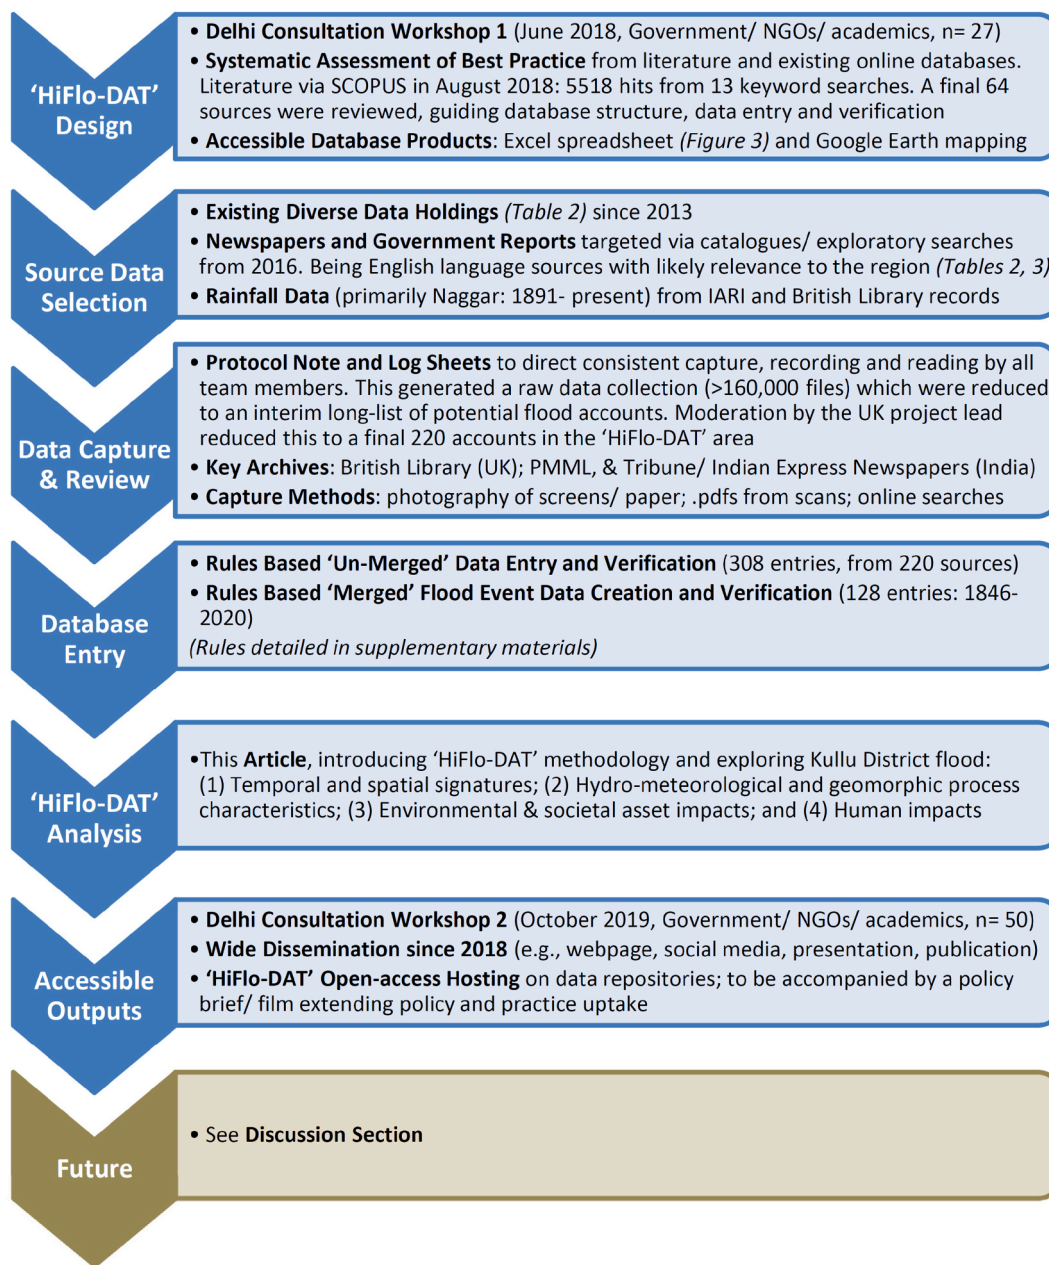 ‘HiFlo-DAT’
Design
• Delhi Consultation Workshop 1 (June 2018, Government/ NGOs/ academics, n= 27)
• Systematic Assessment of Best Practice from literature and existing online databases.
Literature via SCOPUS in August 2018: 5518 hits from 13 keyword searches. A final 64
sources were reviewed, guiding database structure, data entry and verification
• Accessible Database Products: Excel spreadsheet (Figure 3) and Google Earth mapping
Source Data
Selection
• Existing Diverse Data Holdings (Table 2) since 2013
• Newspapers and Government Reports targeted via catalogues/ exploratory searches
from 2016. Being English language sources with likely relevance to the region (Tables 2, 3)
• Rainfall Data (primarily Naggar: 1891- present) from IARI and British Library records
Data Capture
& Review
• Protocol Note and Log Sheets to direct consistent capture, recording and reading by all
team members. This generated a raw data collection (>160,000 files) which were reduced
to an interim long-list of potential flood accounts. Moderation by the UK project lead
reduced this to a final 220 accounts in the ‘HiFlo-DAT’ area
• Key Archives: British Library (UK); PMML, & Tribune/ Indian Express Newspapers (India)
• Capture Methods: photography of screens/ paper; .pdfs from scans; online searches
Database
Entry
• Rules Based ‘Un-Merged’ Data Entry and Verification (308 entries, from 220 sources)
• Rules Based ‘Merged’ Flood Event Data Creation and Verification (128 entries: 1846-
2020)
(Rules detailed in supplementary materials)
‘HiFlo-DAT’
Analysis
•This Article, introducing ‘HiFlo-DAT’ methodology and exploring Kullu District flood:
(1) Temporal and spatial signatures; (2) Hydro-meteorological and geomorphic process
characteristics; (3) Environmental & societal asset impacts; and (4) Human impacts
Accessible
Outputs
• Delhi Consultation Workshop 2 (October 2019, Government/ NGOs/ academics, n= 50)
• Wide Dissemination since 2018 (e.g., webpage, social media, presentation, publication)
• ‘HiFlo-DAT’ Open-access Hosting on data repositories; to be accompanied by a policy
brief/ film extending policy and practice uptake
Future
• See Discussion Section